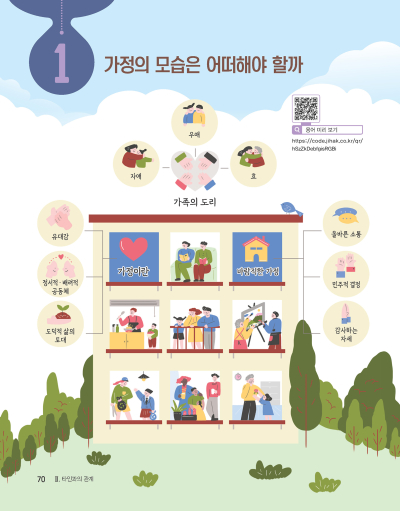 1 가정의 모습은 어떠해야 할까
용어 미리 보기
https://code.jihak.co.kr/qr/
우애
자애
효
가족의 도리
유대감
정서적·배려적
공동체
도덕적 삶의
토대
가정이란
바람직한 가정
올바른 소통
민주적 결정
감사하는
자세
70 Ⅱ. 타인과의 관계